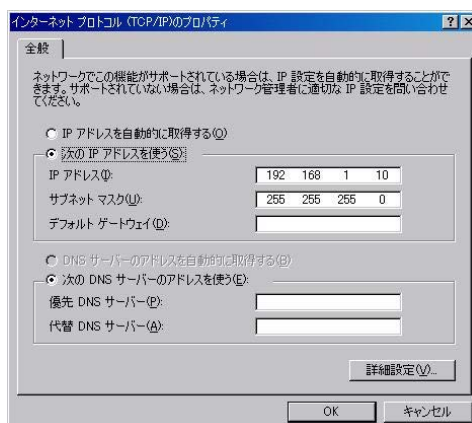 インターネット プロトコル (TCP/IP)のプロパティ
全般
ネットワークでこの機能がサポートされている場合は、IP 設定を自動的に取得することがで
きます。サポートされていない場合は、ネットワーク管理者に適切な IP 設定を問い合わせ
てください。
IP アドレスを自動的に取得する(O)
次の IP アドレスを使う(S):
IP アドレス(I): 192 168 1 10
サブネット マスク(U): 255 255 255 0
デフォルト ゲートウェイ(D):
DNS サーバーのアドレスを自動的に取得する(B)
次の DNS サーバーのアドレスを使う(E):
優先 DNS サーバー(P):
代替 DNS サーバー(A):
詳細設定(V)...
OK キャンセル